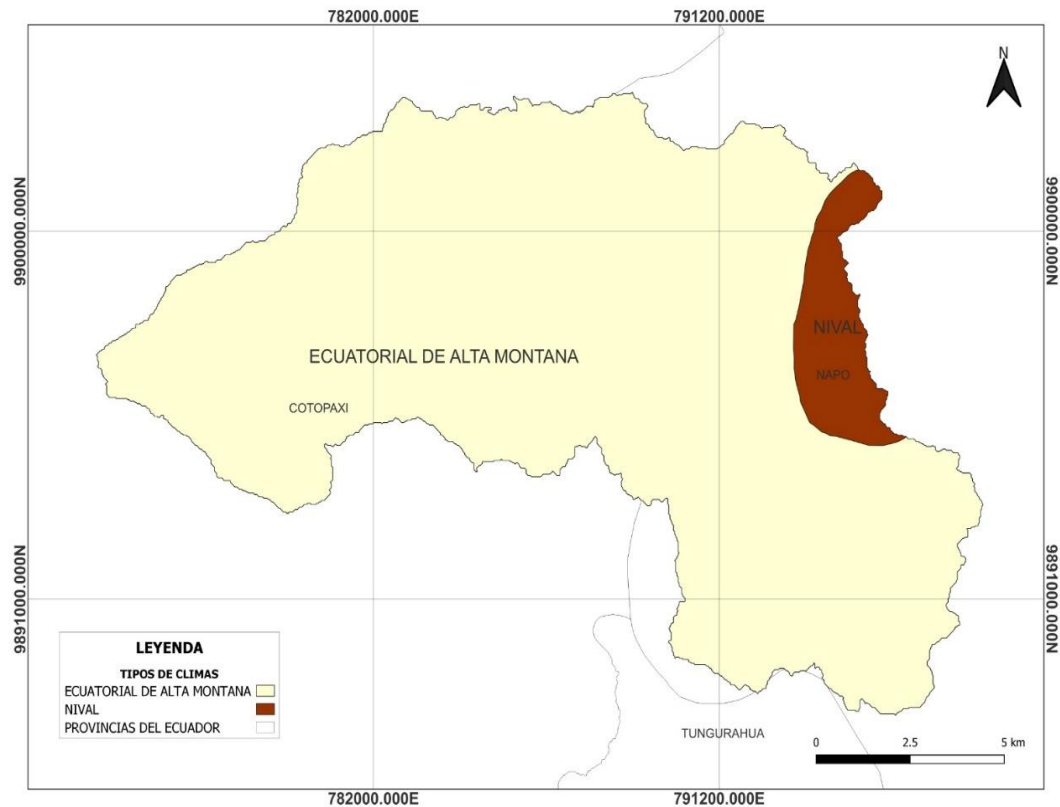 782000.000E
791200.000E
N
9900000.000N
9900000.000N
NIVAL
ECUATORIAL DE ALTA MONTANA
NAPO
COTOPAXI
9891000.000N
9891000.000N
LEYENDA
TIPOS DE CLIMAS
ECUATORIAL DE ALTA MONTANA
NIVAL
PROVINCIAS DEL ECUADOR
TUNGURAHUA
0 2.5 5 km
782000.000E
791200.000E